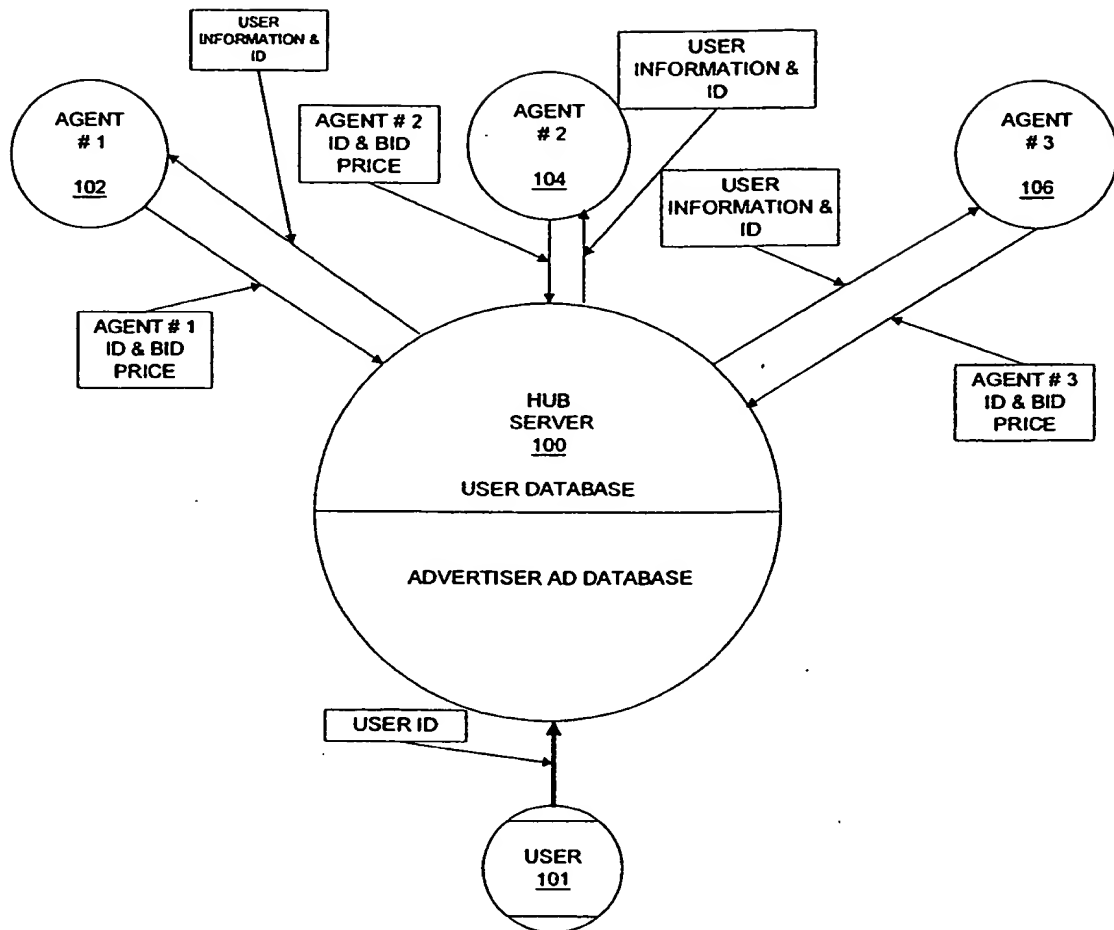 USER
INFORMATION &
ID
USER
INFORMATION &
ID
AGENT
# 1
102
AGENT # 2
ID & BID
PRICE
AGENT
# 2
104
AGENT
# 3
106
USER
INFORMATION &
ID
AGENT # 1
ID & BID
PRICE
AGENT # 3
ID & BID
PRICE
HUB
SERVER
100
USER DATABASE
ADVERTISER AD DATABASE
USER ID
USER
101